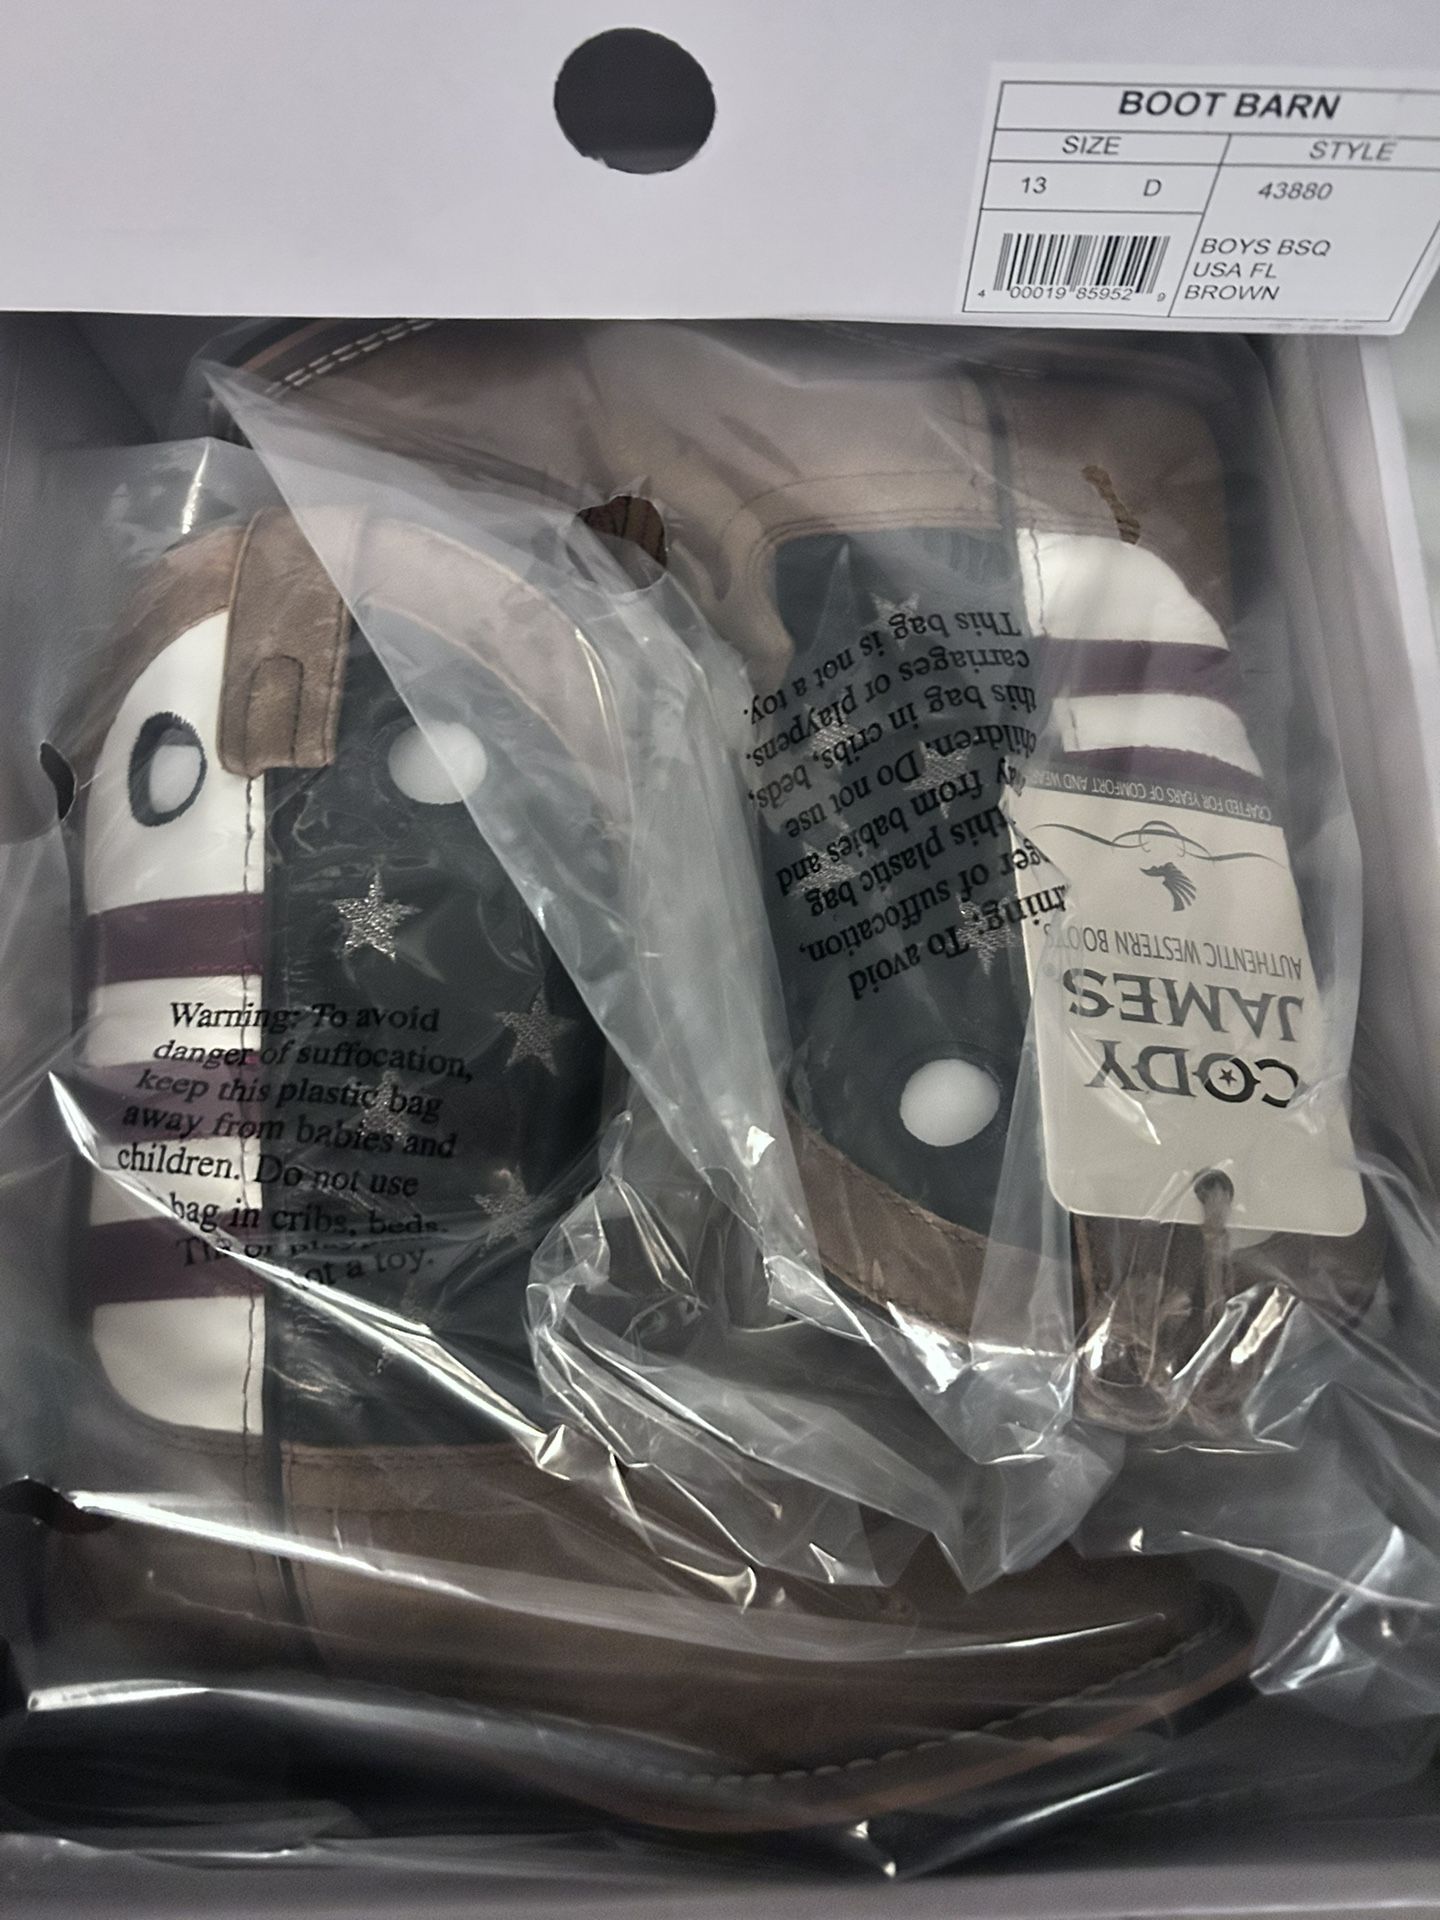 BOOT BARN
SIZE STYLE
13 D 43880
BOYS BSQ
USA FL
BROWN
4 00019 85952 9
Warning: To avoid
danger of suffocation,
keep this plastic bag
away from babies and
children. Do not use
bag in cribs, beds.
ot a toy.
To avoid
ger of suffocation,
this plastic bag
from babies and
children. Do not use
this bag in cribs, beds,
carriages or playpens.
This bag is not a toy.
CODY
JAMES
AUTHENTIC WESTERN BOOTS
CRAFTED FOR YEARS OF COMFORT AND WEAR